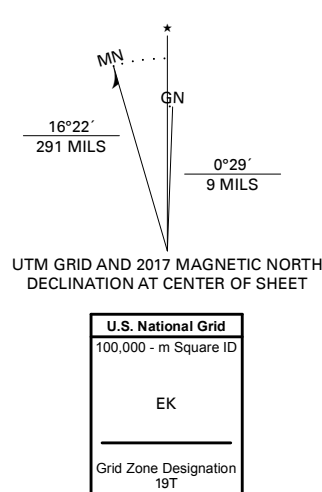 ★
MN
GN
16°22´
291 MILS
0°29´
9 MILS
UTM GRID AND 2017 MAGNETIC NORTH
DECLINATION AT CENTER OF SHEET
U.S. National Grid
100,000 - m Square ID
EK
Grid Zone Designation
19T